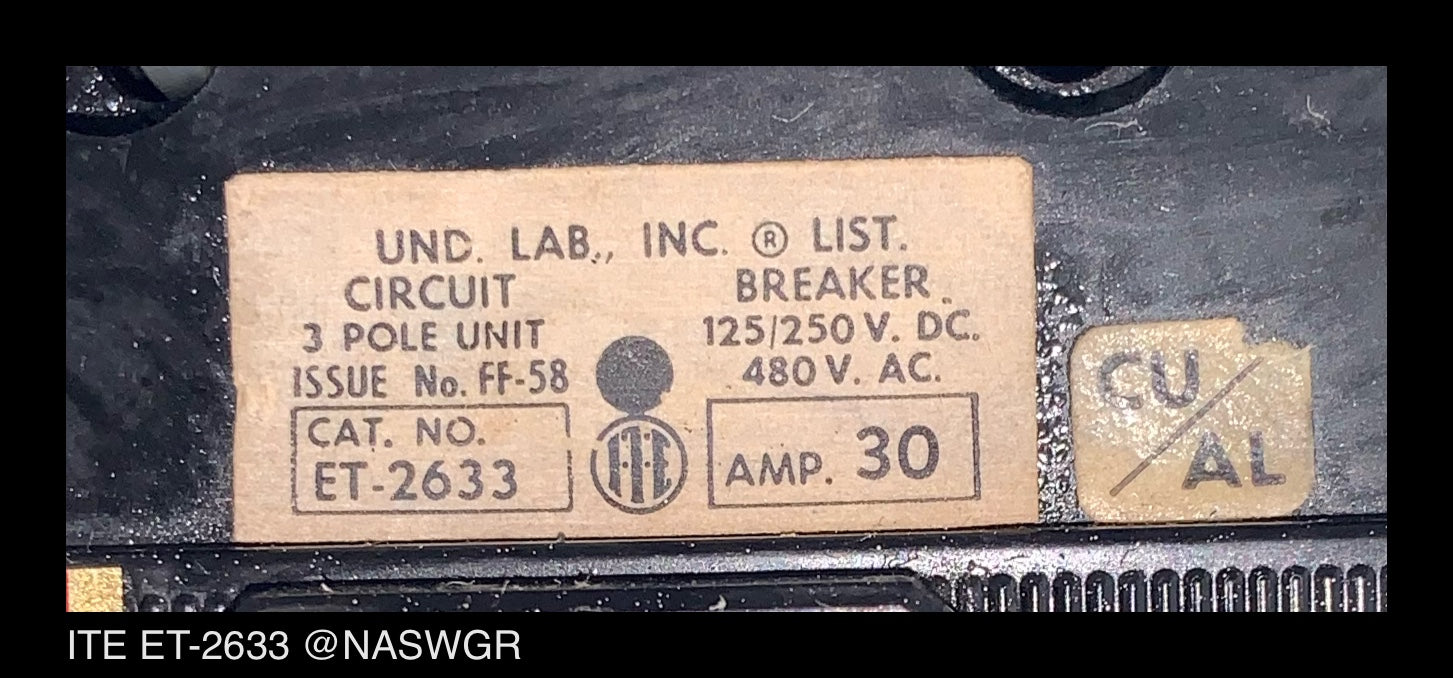 UND. LAB., INC. ® LIST.
CIRCUIT BREAKER.
3 POLE UNIT 125/250 V. DC.
ISSUE No. FF-58 480 V. AC.
CAT. NO.
ET-2633
ITE
AMP. 30
CU/AL
ITE ET-2633 @NASWGR